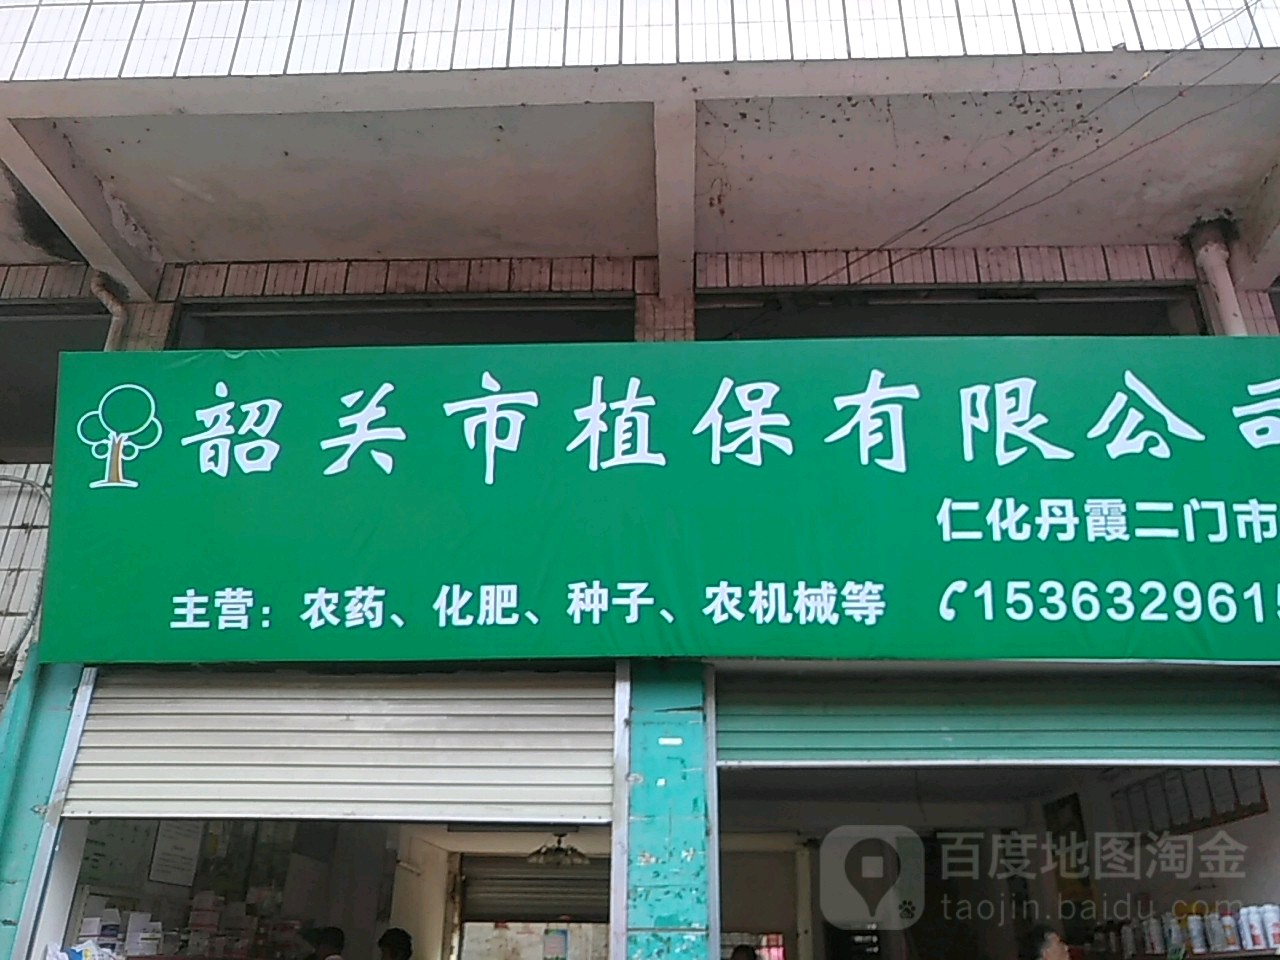 韶关市植保有限公司
仁化丹霞二门市
主营：农药、化肥、种子、农机械等
1536329615
百度地图淘金
taojin.baidu.com